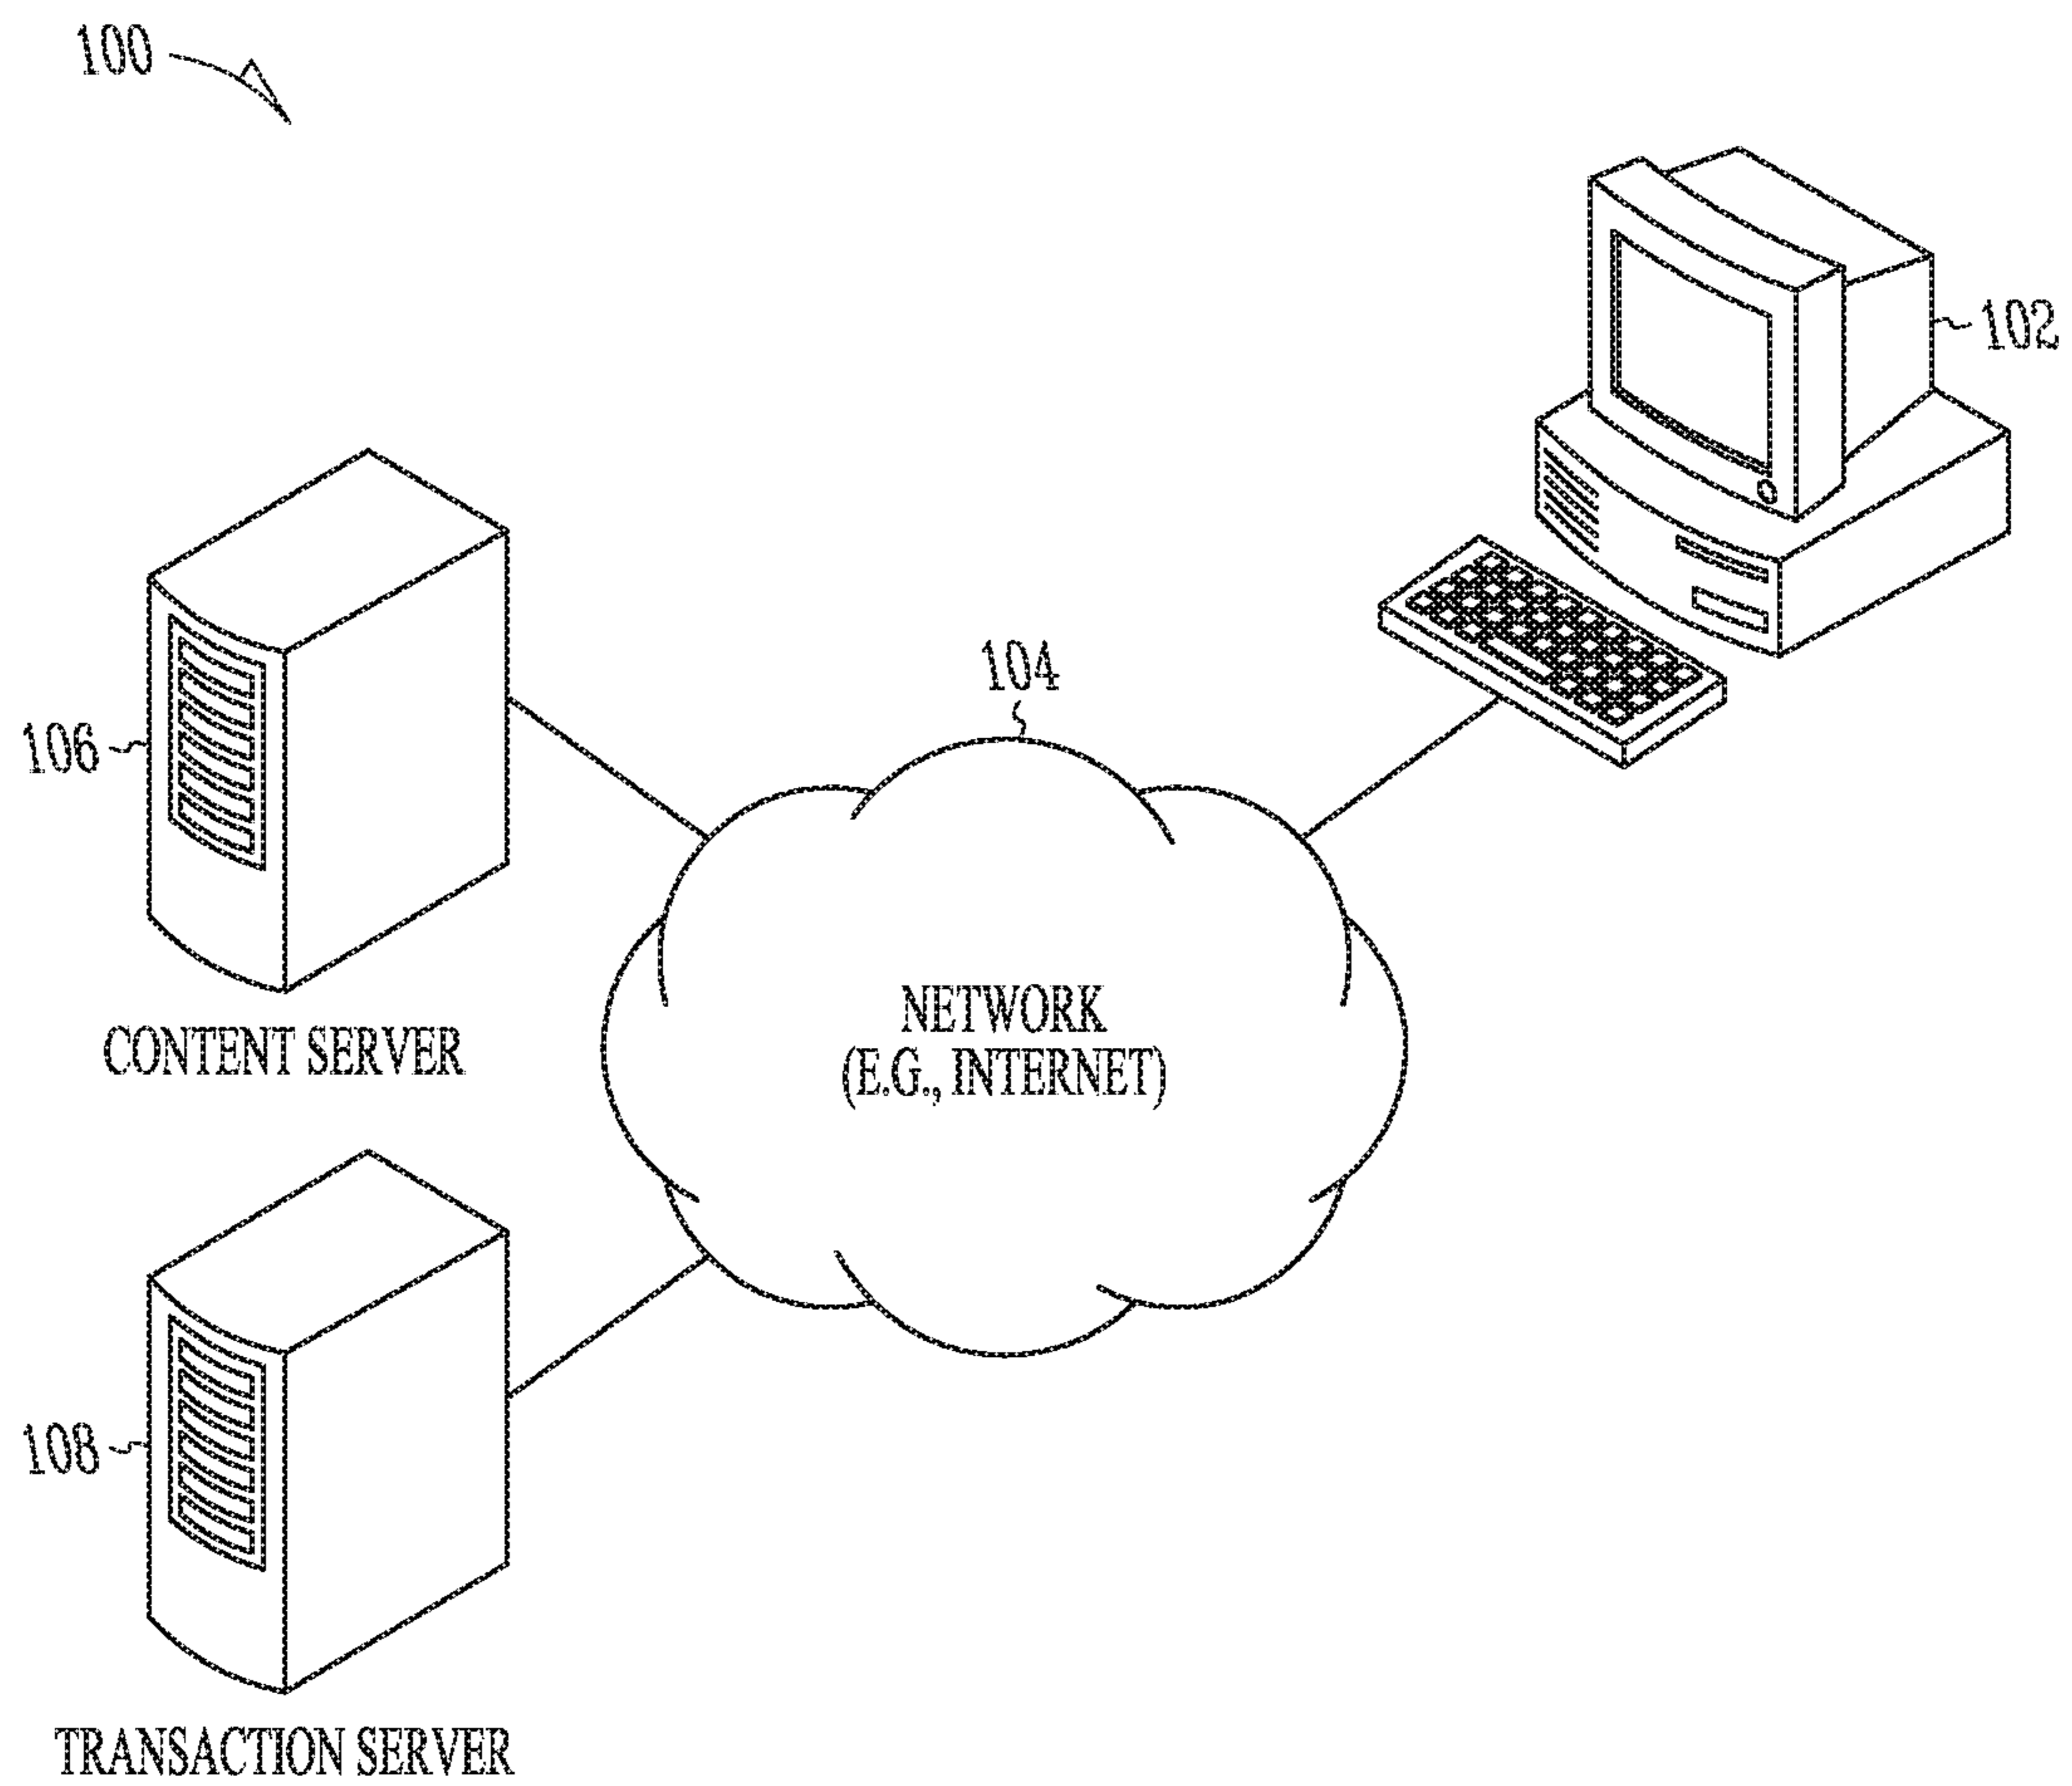 100
102
104
106
CONTENT SERVER
NETWORK
(E.G., INTERNET)
108
TRANSACTION SERVER